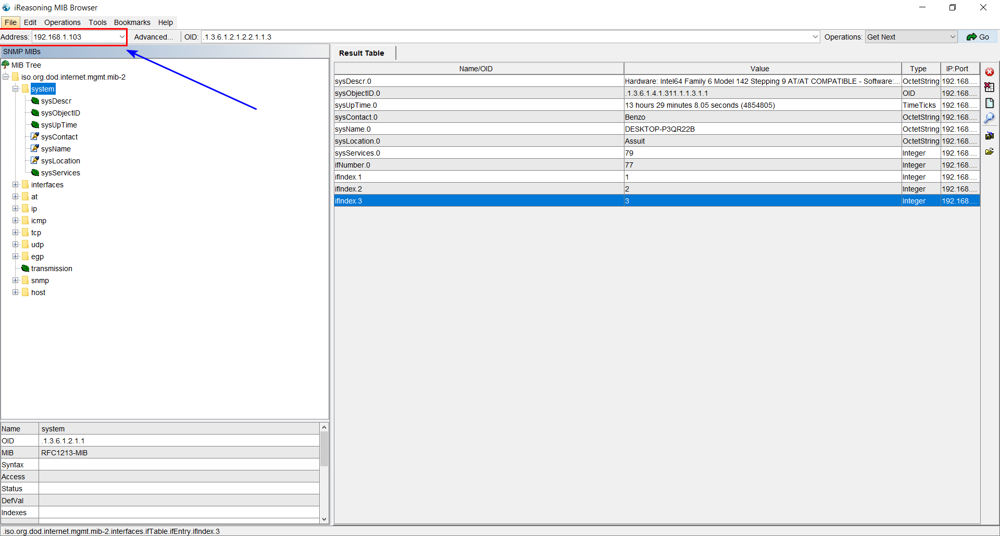 iReasoning MIB Browser
File Edit Operations Tools Bookmarks Help
Address: 192.168.1.103 Advanced... OID: .1.3.6.1.2.1.2.2.1.1.3 Operations: Get Next Go
SNMP MIBs
MIB Tree
iso.org.dod.internet.mgmt.mib-2
system
sysDescr
sysObjectID
sysUpTime
sysContact
sysName
sysLocation
sysServices
interfaces
at
ip
icmp
tcp
udp
egp
transmission
snmp
host
Name system
OID .1.3.6.1.2.1.1
MIB RFC1213-MIB
Syntax
Access
Status
DefVal
Indexes
Result Table
Name/OID Value Type IP:Port
sysDescr.0 Hardware: Intel64 Family 6 Model 142 Stepping 9 AT/AT COMPATIBLE - Software:... OctetString 192.168....
sysObjectID.0 .1.3.6.1.4.1.311.1.1.3.1.1 OID 192.168....
sysUpTime.0 13 hours 29 minutes 8.05 seconds (4854805) TimeTicks 192.168....
sysContact.0 Benzo OctetString 192.168....
sysName.0 DESKTOP-P3QR22B OctetString 192.168....
sysLocation.0 Assuit OctetString 192.168....
sysServices.0 79 Integer 192.168....
ifNumber.0 77 Integer 192.168....
ifIndex.1 1 Integer 192.168....
ifIndex.2 2 Integer 192.168....
ifIndex.3 3 Integer 192.168....
.iso.org.dod.internet.mgmt.mib-2.interfaces.ifTable.ifEntry.ifIndex.3